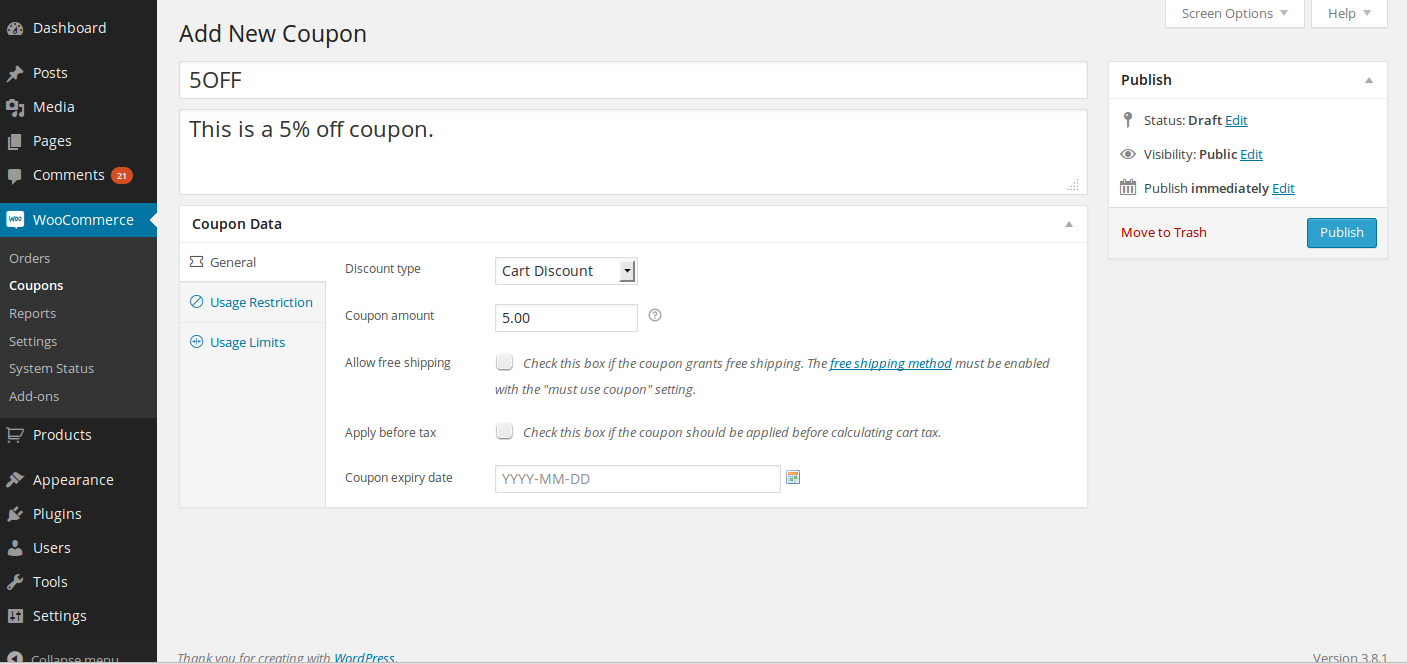 Dashboard
Posts
Media
Pages
Comments 21
WooCommerce
Orders
Coupons
Reports
Settings
System Status
Add-ons
Products
Appearance
Plugins
Users
Tools
Settings
Collapse menu
Screen Options
Help
Add New Coupon
5OFF
This is a 5% off coupon.
Coupon Data
General
Usage Restriction
Usage Limits
Discount type Cart Discount
Coupon amount 5.00
Allow free shipping Check this box if the coupon grants free shipping. The free shipping method must be enabled
with the "must use coupon" setting.
Apply before tax Check this box if the coupon should be applied before calculating cart tax.
Coupon expiry date YYYY-MM-DD
Publish
Status: Draft Edit
Visibility: Public Edit
Publish immediately Edit
Move to Trash Publish
Thank you for creating with WordPress.
Version 3.8.1